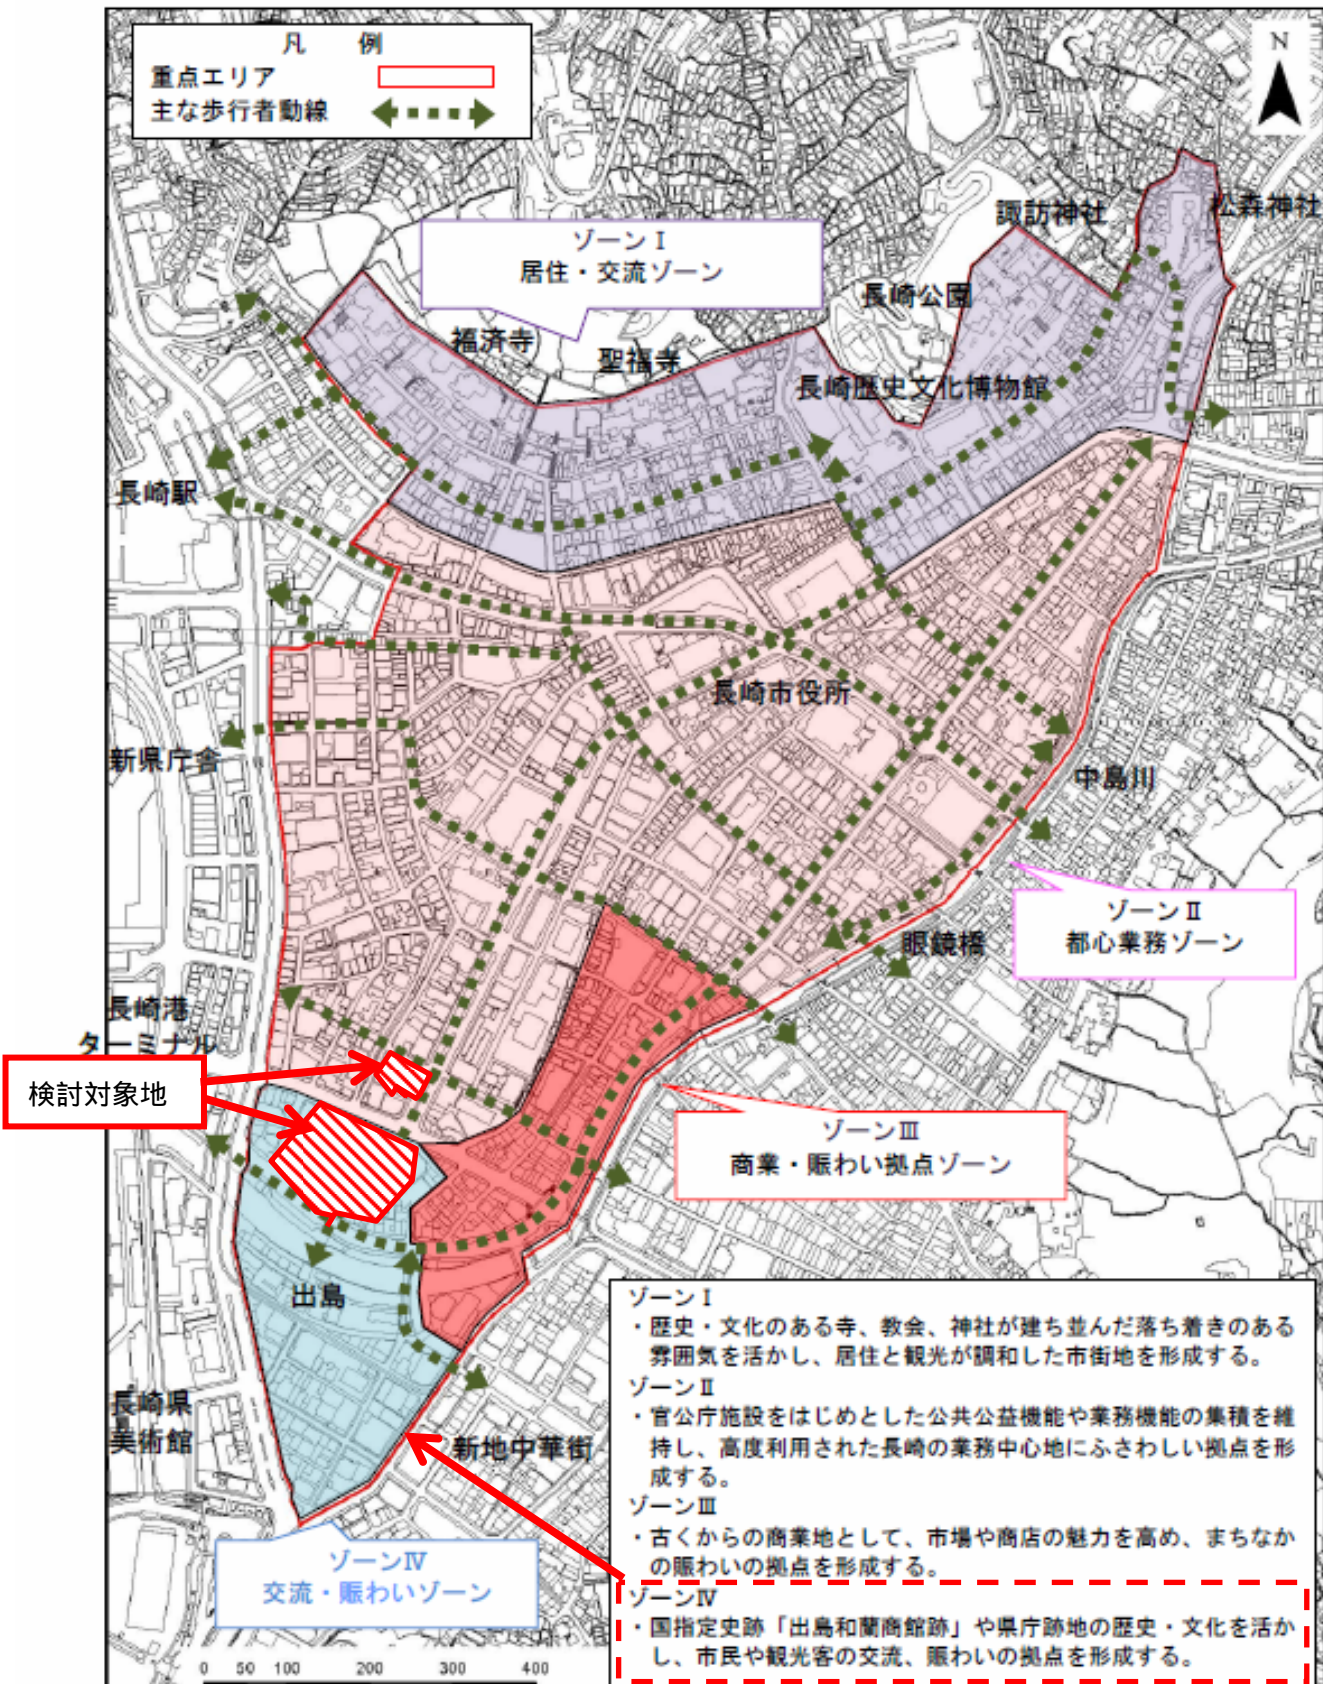 凡 例
重点エリア
主な歩行者動線
N
諏訪神社
松森神社
ゾーンⅠ
居住・交流ゾーン
長崎公園
福済寺
聖福寺
長崎歴史文化博物館
長崎駅
長崎市役所
新県庁舎
中島川
ゾーンⅡ
都心業務ゾーン
眼鏡橋
長崎港
ターミナル
検討対象地
ゾーンⅢ
商業・賑わい拠点ゾーン
出島
長崎県
美術館
新地中華街
ゾーンⅣ
交流・賑わいゾーン
ゾーンⅠ
・歴史・文化のある寺、教会、神社が建ち並んだ落ち着きのある
雰囲気を活かし、居住と観光が調和した市街地を形成する。
ゾーンⅡ
・官公庁施設をはじめとした公共公益機能や業務機能の集積を維
持し、高度利用された長崎の業務中心地にふさわしい拠点を形
成する。
ゾーンⅢ
・古くからの商業地として、市場や商店の魅力を高め、まちなか
の賑わいの拠点を形成する。
ゾーンⅣ
・国指定史跡「出島和蘭商館跡」や県庁跡地の歴史・文化を活か
し、市民や観光客の交流、賑わいの拠点を形成する。
0 50 100 200 300 400